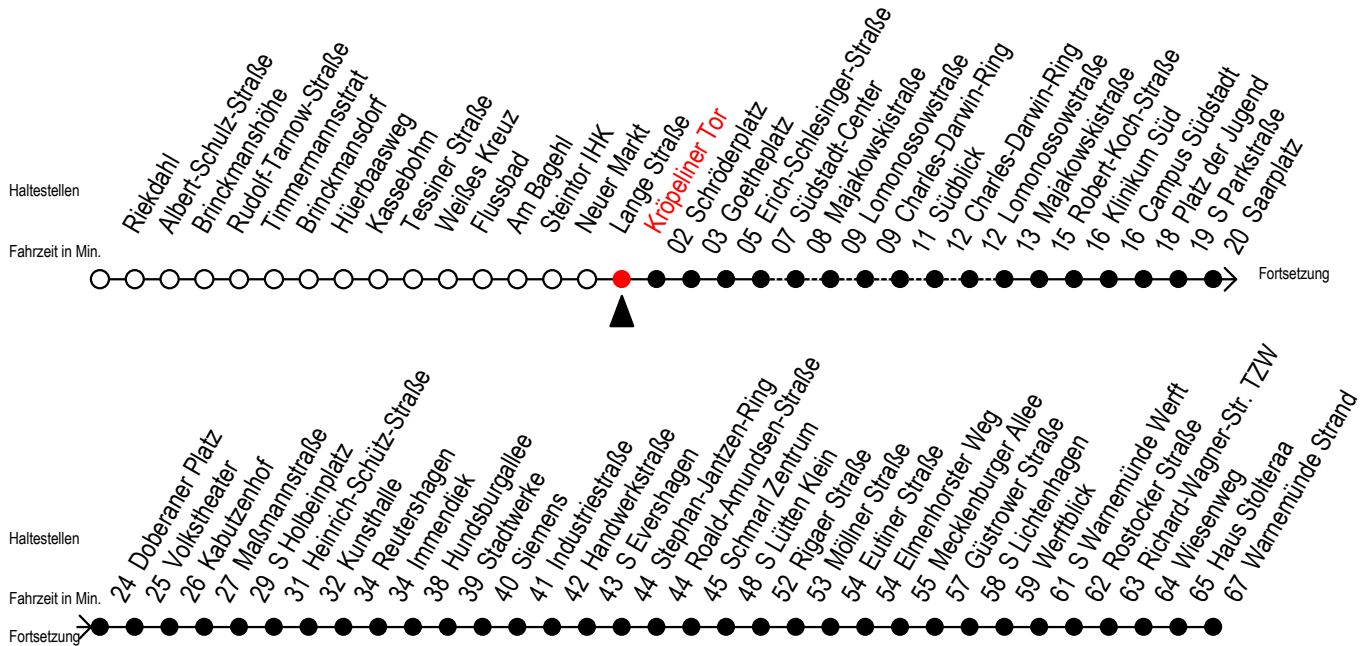 Haltestellen
Riekdahl
Albert-Schulz-Straße
Brinckmanshöhe
Rudolf-Tarnow-Straße
Timmermannsstrat
Brinckmansdorf
Hüerbaasweg
Kassebohm
Tessiner Straße
Weißes Kreuz
Flussbad
Am Bagehl
Steintor IHK
Neuer Markt
Lange Straße
Kröpeliner Tor
02 Schröderplatz
03 Goetheplatz
05 Erich-Schlesinger-Straße
07 Südstadt-Center
08 Majakowskistraße
09 Lomonossowstraße
09 Charles-Darwin-Ring
11 Südblick
12 Charles-Darwin-Ring
12 Lomonossowstraße
13 Majakowskistraße
15 Robert-Koch-Straße
16 Klinikum Süd
16 Campus Südstadt
18 Platz der Jugend
19 S Parkstraße
20 Saarplatz
Fahrzeit in Min.
Fortsetzung
Haltestellen
24 Doberaner Platz
25 Volkstheater
26 Kabutzenhof
27 Maßmannstraße
29 S Holbeinplatz
31 Heinrich-Schütz-Straße
32 Kunsthalle
34 Reutershagen
34 Immendiek
38 Hundsburgallee
39 Stadtwerke
40 Siemens
41 Industriestraße
42 Handwerkstraße
43 S Evershagen
44 Stephan-Jantzen-Ring
44 Roald-Amundsen-Straße
45 Schmarl Zentrum
48 S Lütten Klein
52 Rigaer Straße
53 Möllner Straße
54 Eutiner Straße
54 Elmenhorster Weg
55 Mecklenburger Allee
57 Güstrower Straße
58 S Lichtenhagen
59 Werftblick
61 S Warnemünde Werft
62 Rostocker Straße
63 Richard-Wagner-Str. TZW
64 Wiesenweg
65 Haus Stolteraa
67 Warnemünde Strand
Fahrzeit in Min.
Fortsetzung